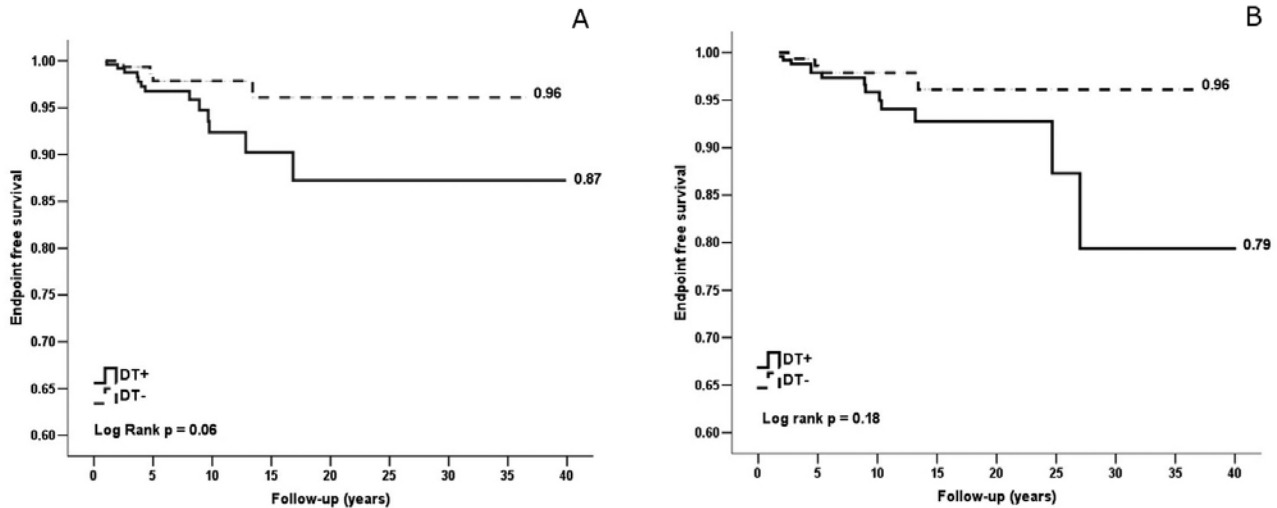 A
Endpoint free survival
1.00
0.95
0.90
0.85
0.80
0.75
0.70
0.65
0.60
0.96
0.87
DT+
DT-
Log Rank p = 0.06
0 5 10 15 20 25 30 35 40
Follow-up (years)
B
Endpoint free survival
1.00
0.95
0.90
0.85
0.80
0.75
0.70
0.65
0.60
0.96
0.79
DT+
DT-
Log rank p = 0.18
0 5 10 15 20 25 30 35 40
Follow-up (years)